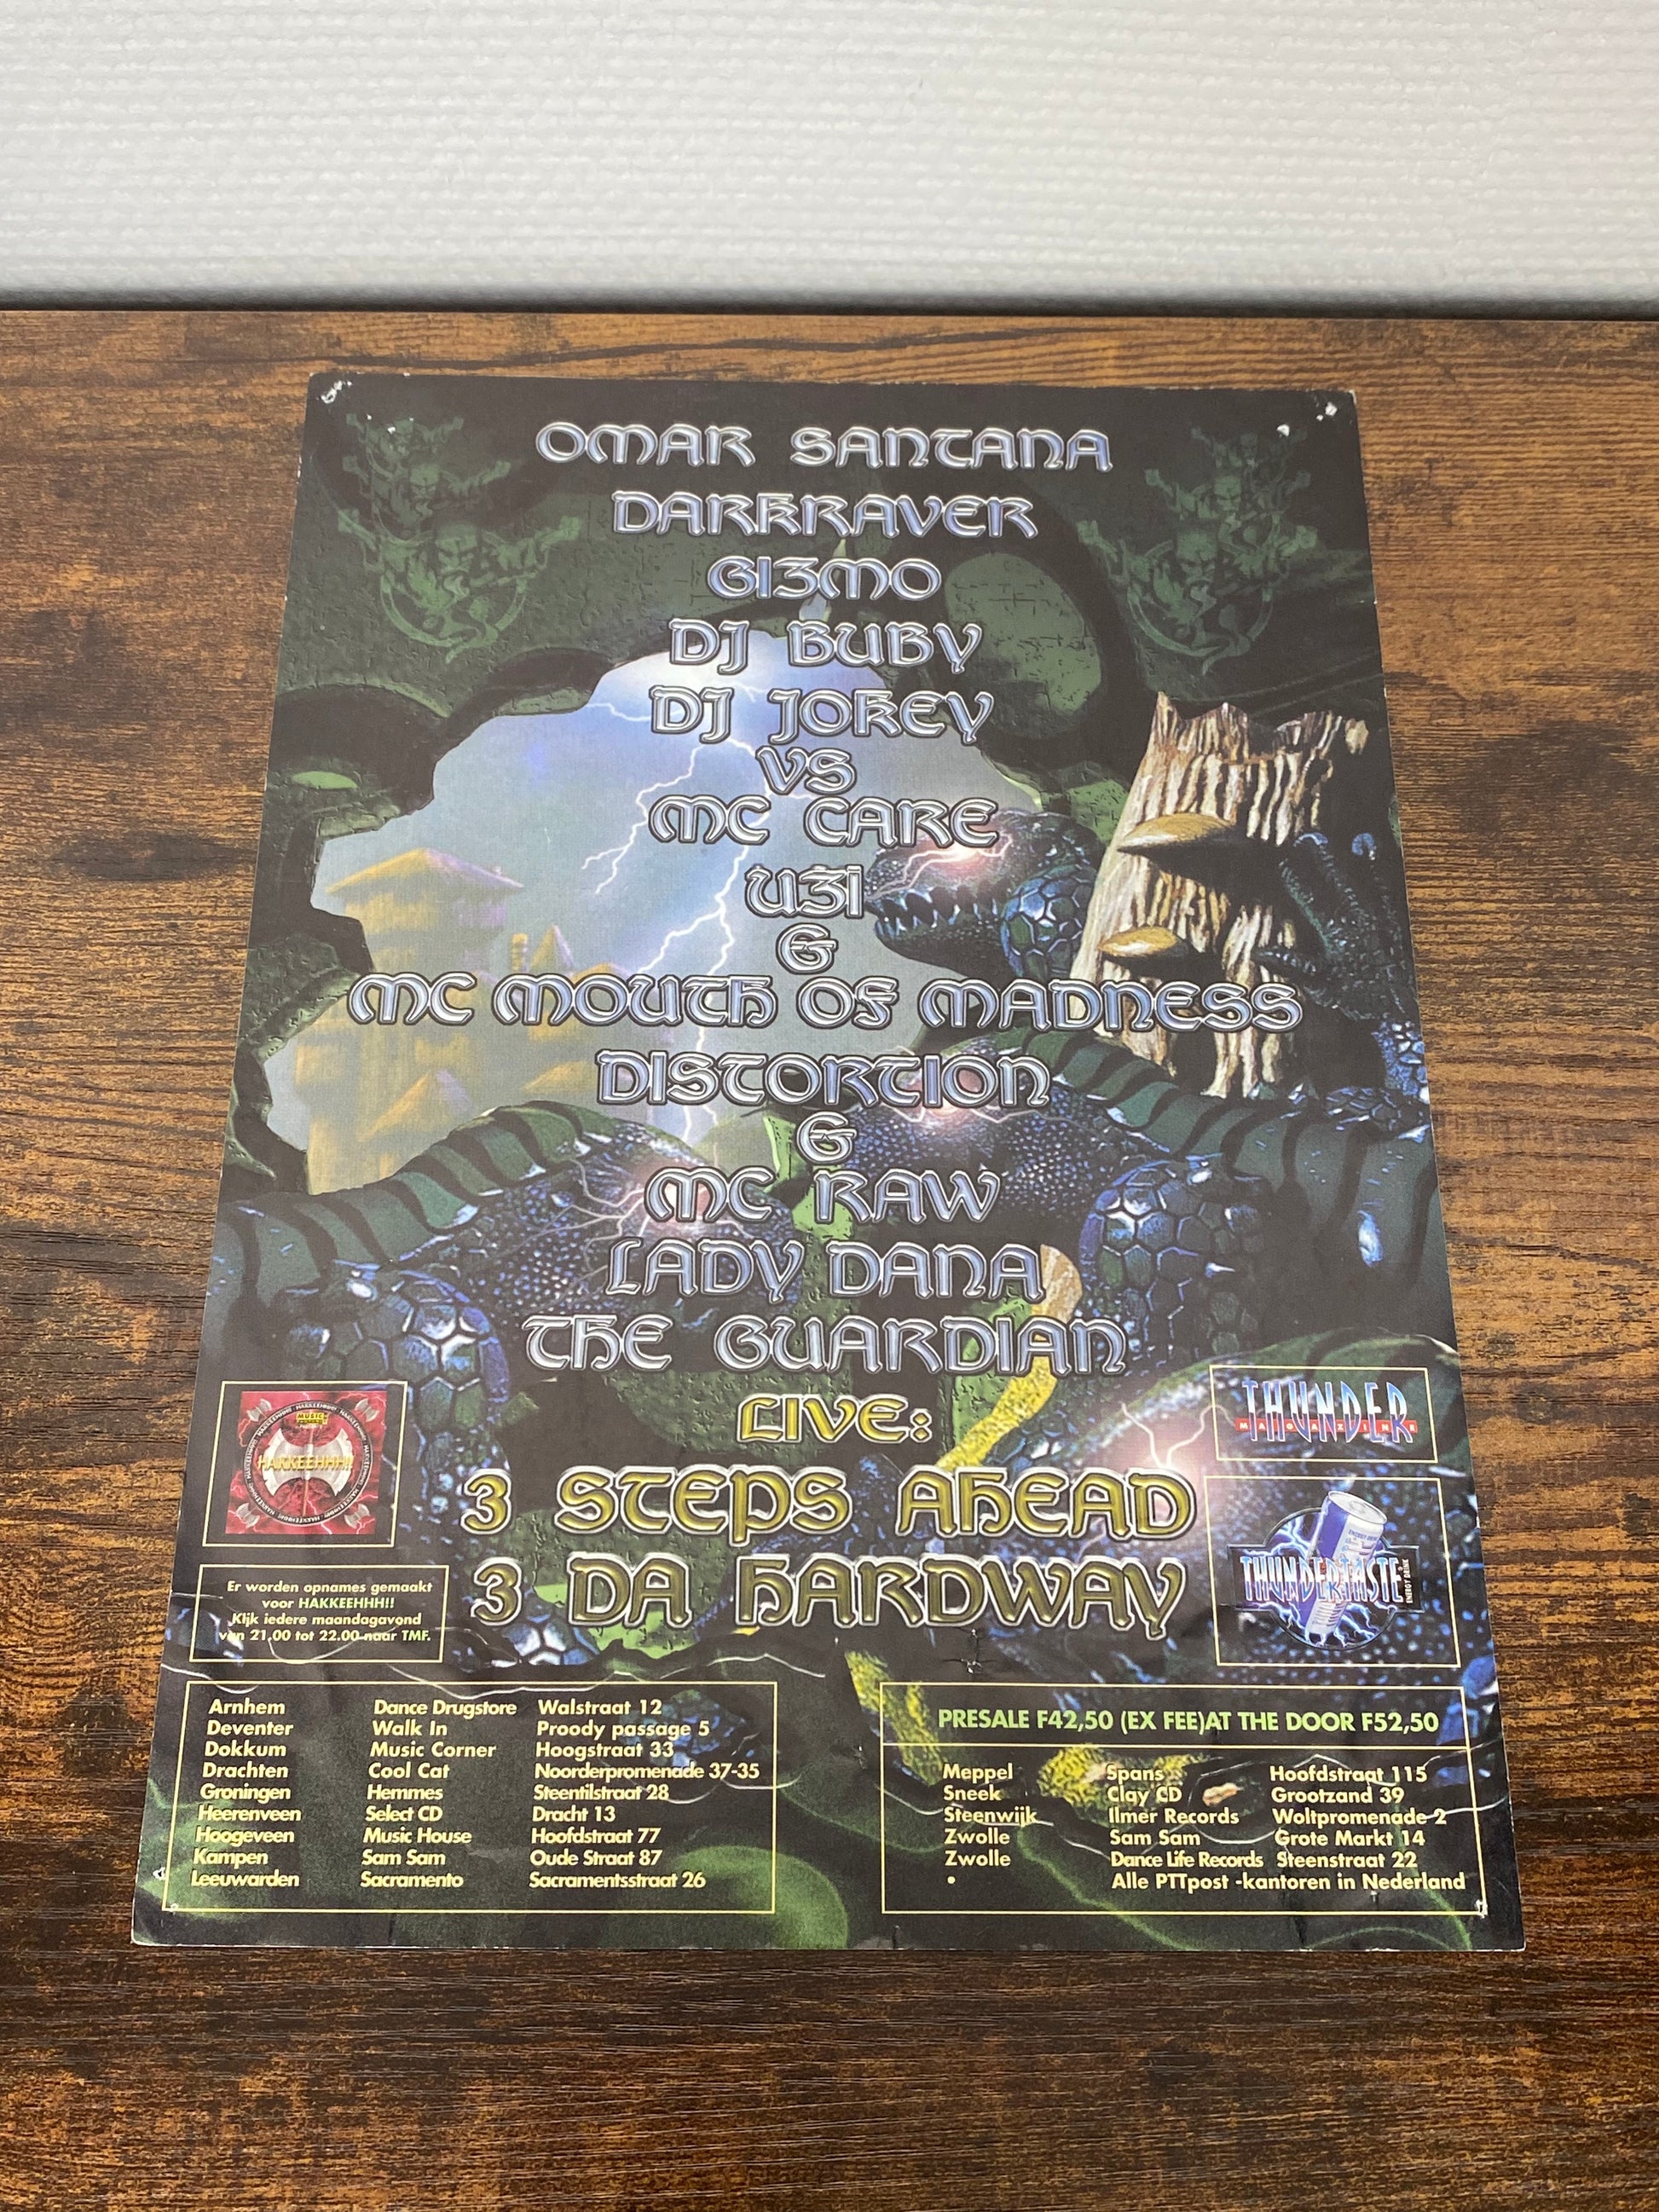 OMAR SANTANA
DARKRAVER
GIZMO
DJ BUBY
DJ JOKEY
VS
MC CARE
UZI
&
MC MOUTH OF MADNESS
DISTORTION
&
MC RAW
LADY DANA
THE GUARDIAN
LIVE:
3 STEPS AHEAD
3 DA HARDWAY
MUSIC
HAKKEEHHH!!
Er worden opnames gemaakt
voor HAKKEEHHH!!
Kijk iedere maandagavond
van 21.00 tot 22.00 naar TMF.
THUNDER
MAGAZINE
THUNDERTASTE
ENERGY DRINK
Arnhem Dance Drugstore Walstraat 12
Deventer Walk In Proody passage 5
Dokkum Music Corner Hoogstraat 33
Drachten Cool Cat Noorderpromenade 37-35
Groningen Hemmes Steentilstraat 28
Heerenveen Select CD Dracht 13
Hoogeveen Music House Hoofdstraat 77
Kampen Sam Sam Oude Straat 87
Leeuwarden Sacramento Sacramentsstraat 26
PRESALE F42,50 (EX FEE)AT THE DOOR F52,50
Meppel Spans Hoofdstraat 115
Sneek Clay CD Grootzand 39
Steenwijk Ilmer Records Woltpromenade 2
Zwolle Sam Sam Grote Markt 14
Zwolle Dance Life Records Steenstraat 22
• Alle PTTpost -kantoren in Nederland